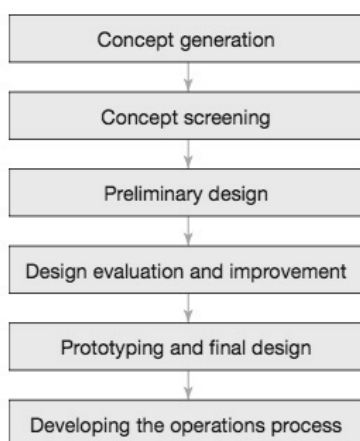 Concept generation
Concept screening
Preliminary design
Design evaluation and improvement
Prototyping and final design
Developing the operations process